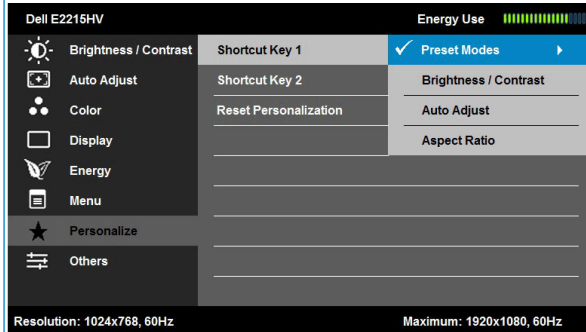 Dell E2215HV Energy Use
Brightness / Contrast Shortcut Key 1 Preset Modes
Auto Adjust Shortcut Key 2 Brightness / Contrast
Color Reset Personalization Auto Adjust
Display Aspect Ratio
Energy
Menu
Personalize
Others
Resolution: 1024x768, 60Hz Maximum: 1920x1080, 60Hz